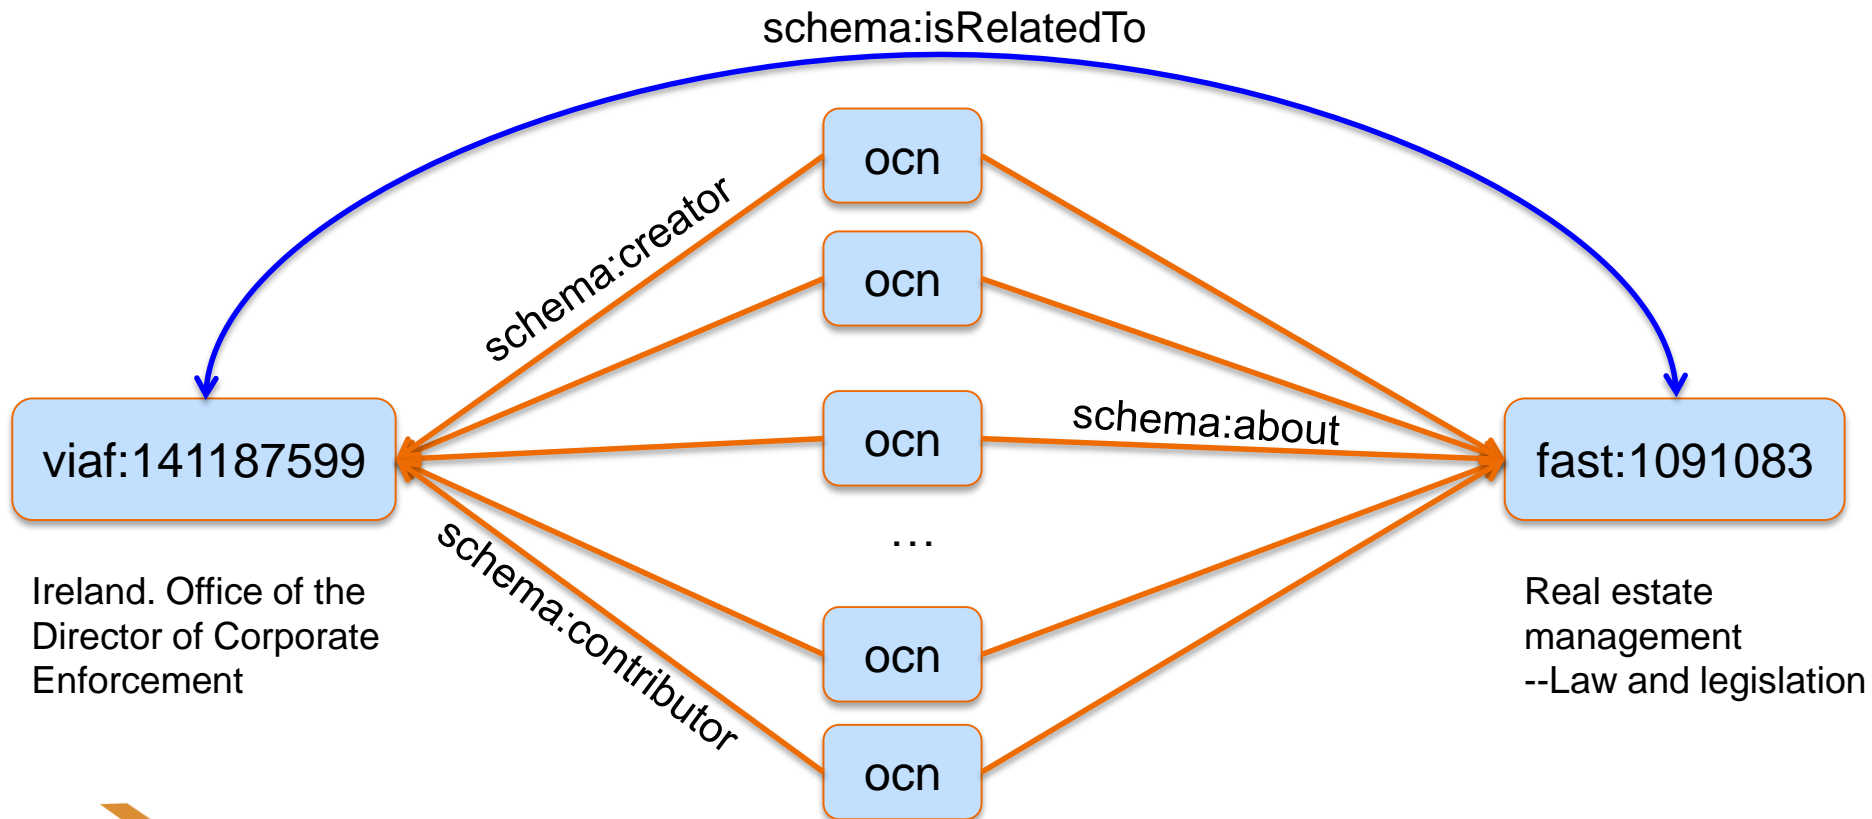 schema:isRelatedTo
ocn
schema:creator
ocn
ocn
schema:about
viaf:141187599
fast:1091083
...
schema:contributor
Ireland. Office of the
Director of Corporate
Enforcement
Real estate
management
--Law and legislation
ocn
ocn